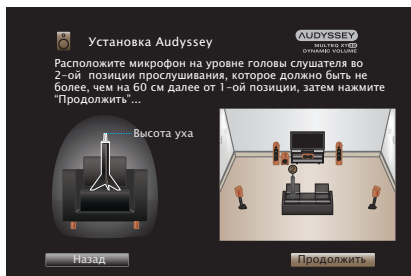 Установка Audyssey
AUDYSSEY
MULTEQ XT32
DYNAMIC VOLUME
Расположите микрофон на уровне головы слушателя во
2-ой позиции прослушивания, которое должно быть не
более, чем на 60 см далее от 1-ой позиции, затем нажмите
"Продолжить"...
Высота уха
Назад
Продолжить